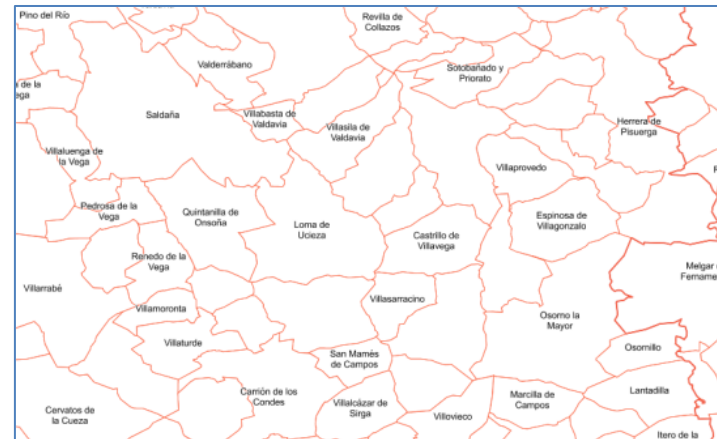 Pino del Río
Revilla de
Collazos
Valderrábano
Sotobañado y
Priorato
a de la
ega
Saldaña
Villabasta de
Valdavia
Villasila de
Valdavia
Herrera de
Pisuerga
Villaluenga de
la Vega
Villaprovedo
Pedrosa de la
Vega
Quintanilla de
Onsoña
Loma de
Ucieza
Castrillo de
Villavega
Espinosa de
Villagonzalo
Renedo de la
Vega
Villarrabé
Melgar de
Fername
Villamoronta
Villasarracino
Osorno la
Mayor
Villaturde
San Mamés
de Campos
Osornillo
Carrión de los
Condes
Villalcázar de
Sirga
Villovieco
Marcilla de
Campos
Lantadilla
Cervatos de
la Cueza
Itero de la